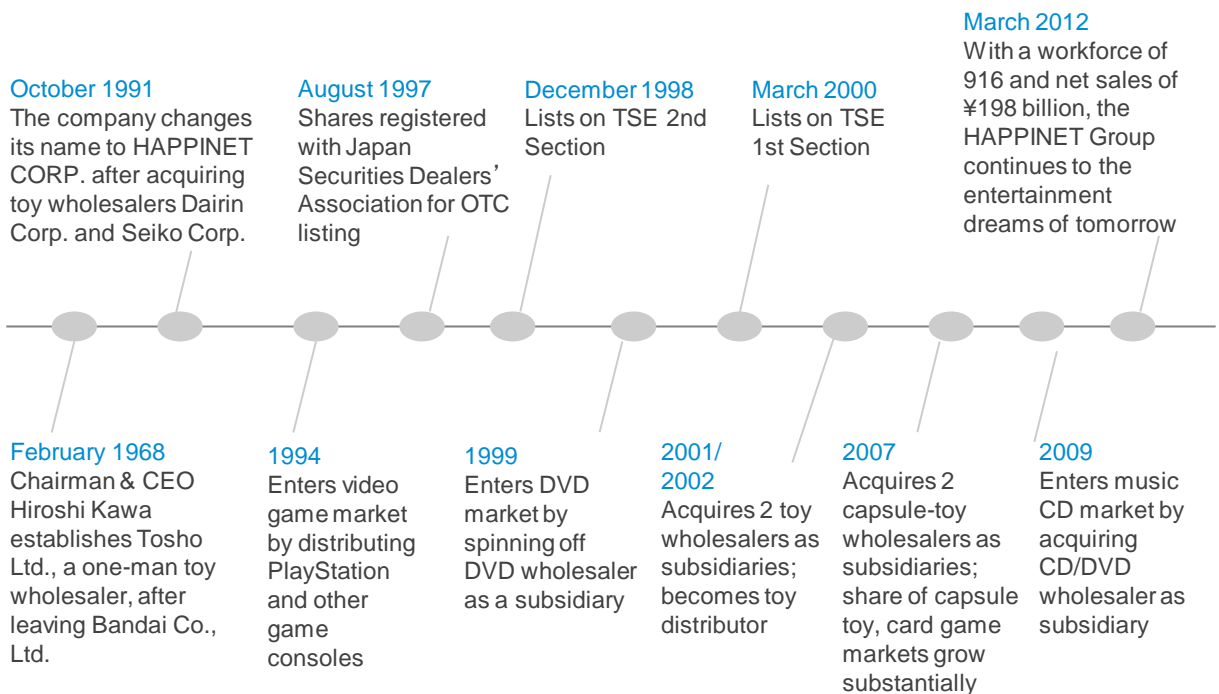 October 1991
The company changes
its name to HAPPINET
CORP. after acquiring
toy wholesalers Dairin
Corp. and Seiko Corp.
August 1997
Shares registered
with Japan
Securities Dealers’
Association for OTC
listing
December 1998
Lists on TSE 2nd
Section
March 2000
Lists on TSE
1st Section
March 2012
With a workforce of
916 and net sales of
¥198 billion, the
HAPPINET Group
continues to the
entertainment
dreams of tomorrow
February 1968
Chairman & CEO
Hiroshi Kawa
establishes Tosho
Ltd., a one-man toy
wholesaler, after
leaving Bandai Co.,
Ltd.
1994
Enters video
game market
by distributing
PlayStation
and other
game
consoles
1999
Enters DVD
market by
spinning off
DVD wholesaler
as a subsidiary
2001/
2002
Acquires 2 toy
wholesalers as
subsidiaries;
becomes toy
distributor
2007
Acquires 2
capsule-toy
wholesalers as
subsidiaries;
share of capsule
toy, card game
markets grow
substantially
2009
Enters music
CD market by
acquiring
CD/DVD
wholesaler as
subsidiary